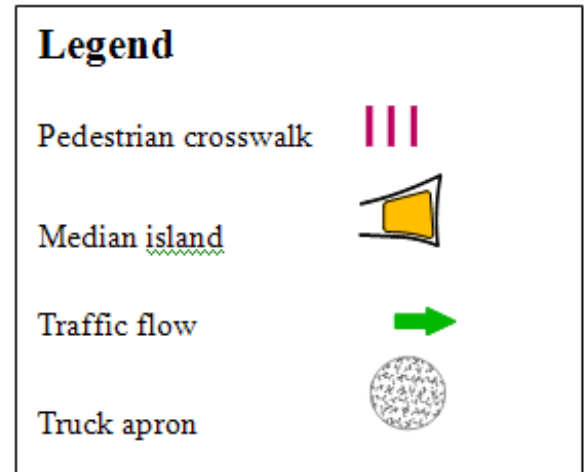 Legend
Pedestrian crosswalk
Median island
Traffic flow
Truck apron